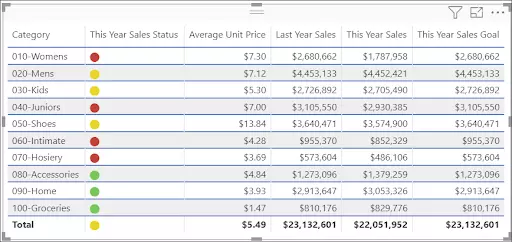 Category This Year Sales Status Average Unit Price Last Year Sales This Year Sales This Year Sales Goal
010-Womens $7.30 $2,680,662 $1,787,958 $2,680,662
020-Mens $7.12 $4,453,133 $4,452,421 $4,453,133
030-Kids $5.30 $2,726,892 $2,705,490 $2,726,892
040-Juniors $7.00 $3,105,550 $2,930,385 $3,105,550
050-Shoes $13.84 $3,640,471 $3,574,900 $3,640,471
060-Intimate $4.28 $955,370 $852,329 $955,370
070-Hosiery $3.69 $573,604 $486,106 $573,604
080-Accessories $4.84 $1,273,096 $1,379,259 $1,273,096
090-Home $3.93 $2,913,647 $3,053,326 $2,913,647
100-Groceries $1.47 $810,176 $829,776 $810,176
Total $5.49 $23,132,601 $22,051,952 $23,132,601